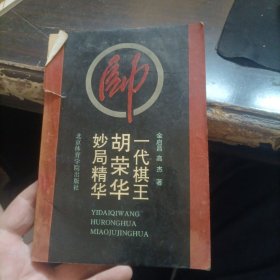 帥
金启昌 高杰 著
一代棋王
胡荣华
妙局精华
北京体育学院出版社
YIDAIQIWANG
HURONGHUA
MIAOJUJINGHUA